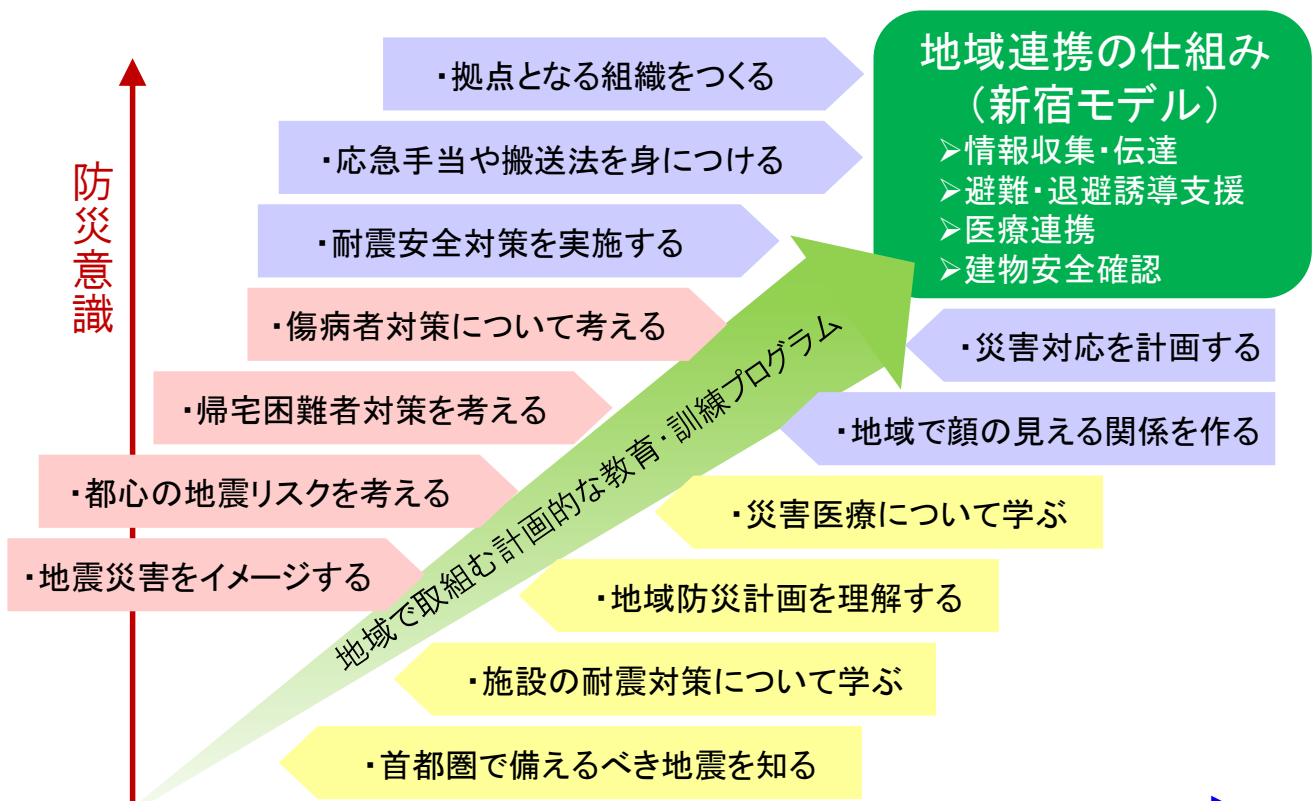 地域連携の仕組み
（新宿モデル）
➢情報収集・伝達
➢避難・退避誘導支援
➢医療連携
➢建物安全確認
・拠点となる組織をつくる
・応急手当や搬送法を身につける
・耐震安全対策を実施する
・傷病者対策について考える
・帰宅困難者対策を考える
・都心の地震リスクを考える
・地震災害をイメージする
防災意識
地域で取組む計画的な教育・訓練プログラム
・災害対応を計画する
・地域で顔の見える関係を作る
・災害医療について学ぶ
・地域防災計画を理解する
・施設の耐震対策について学ぶ
・首都圏で備えるべき地震を知る